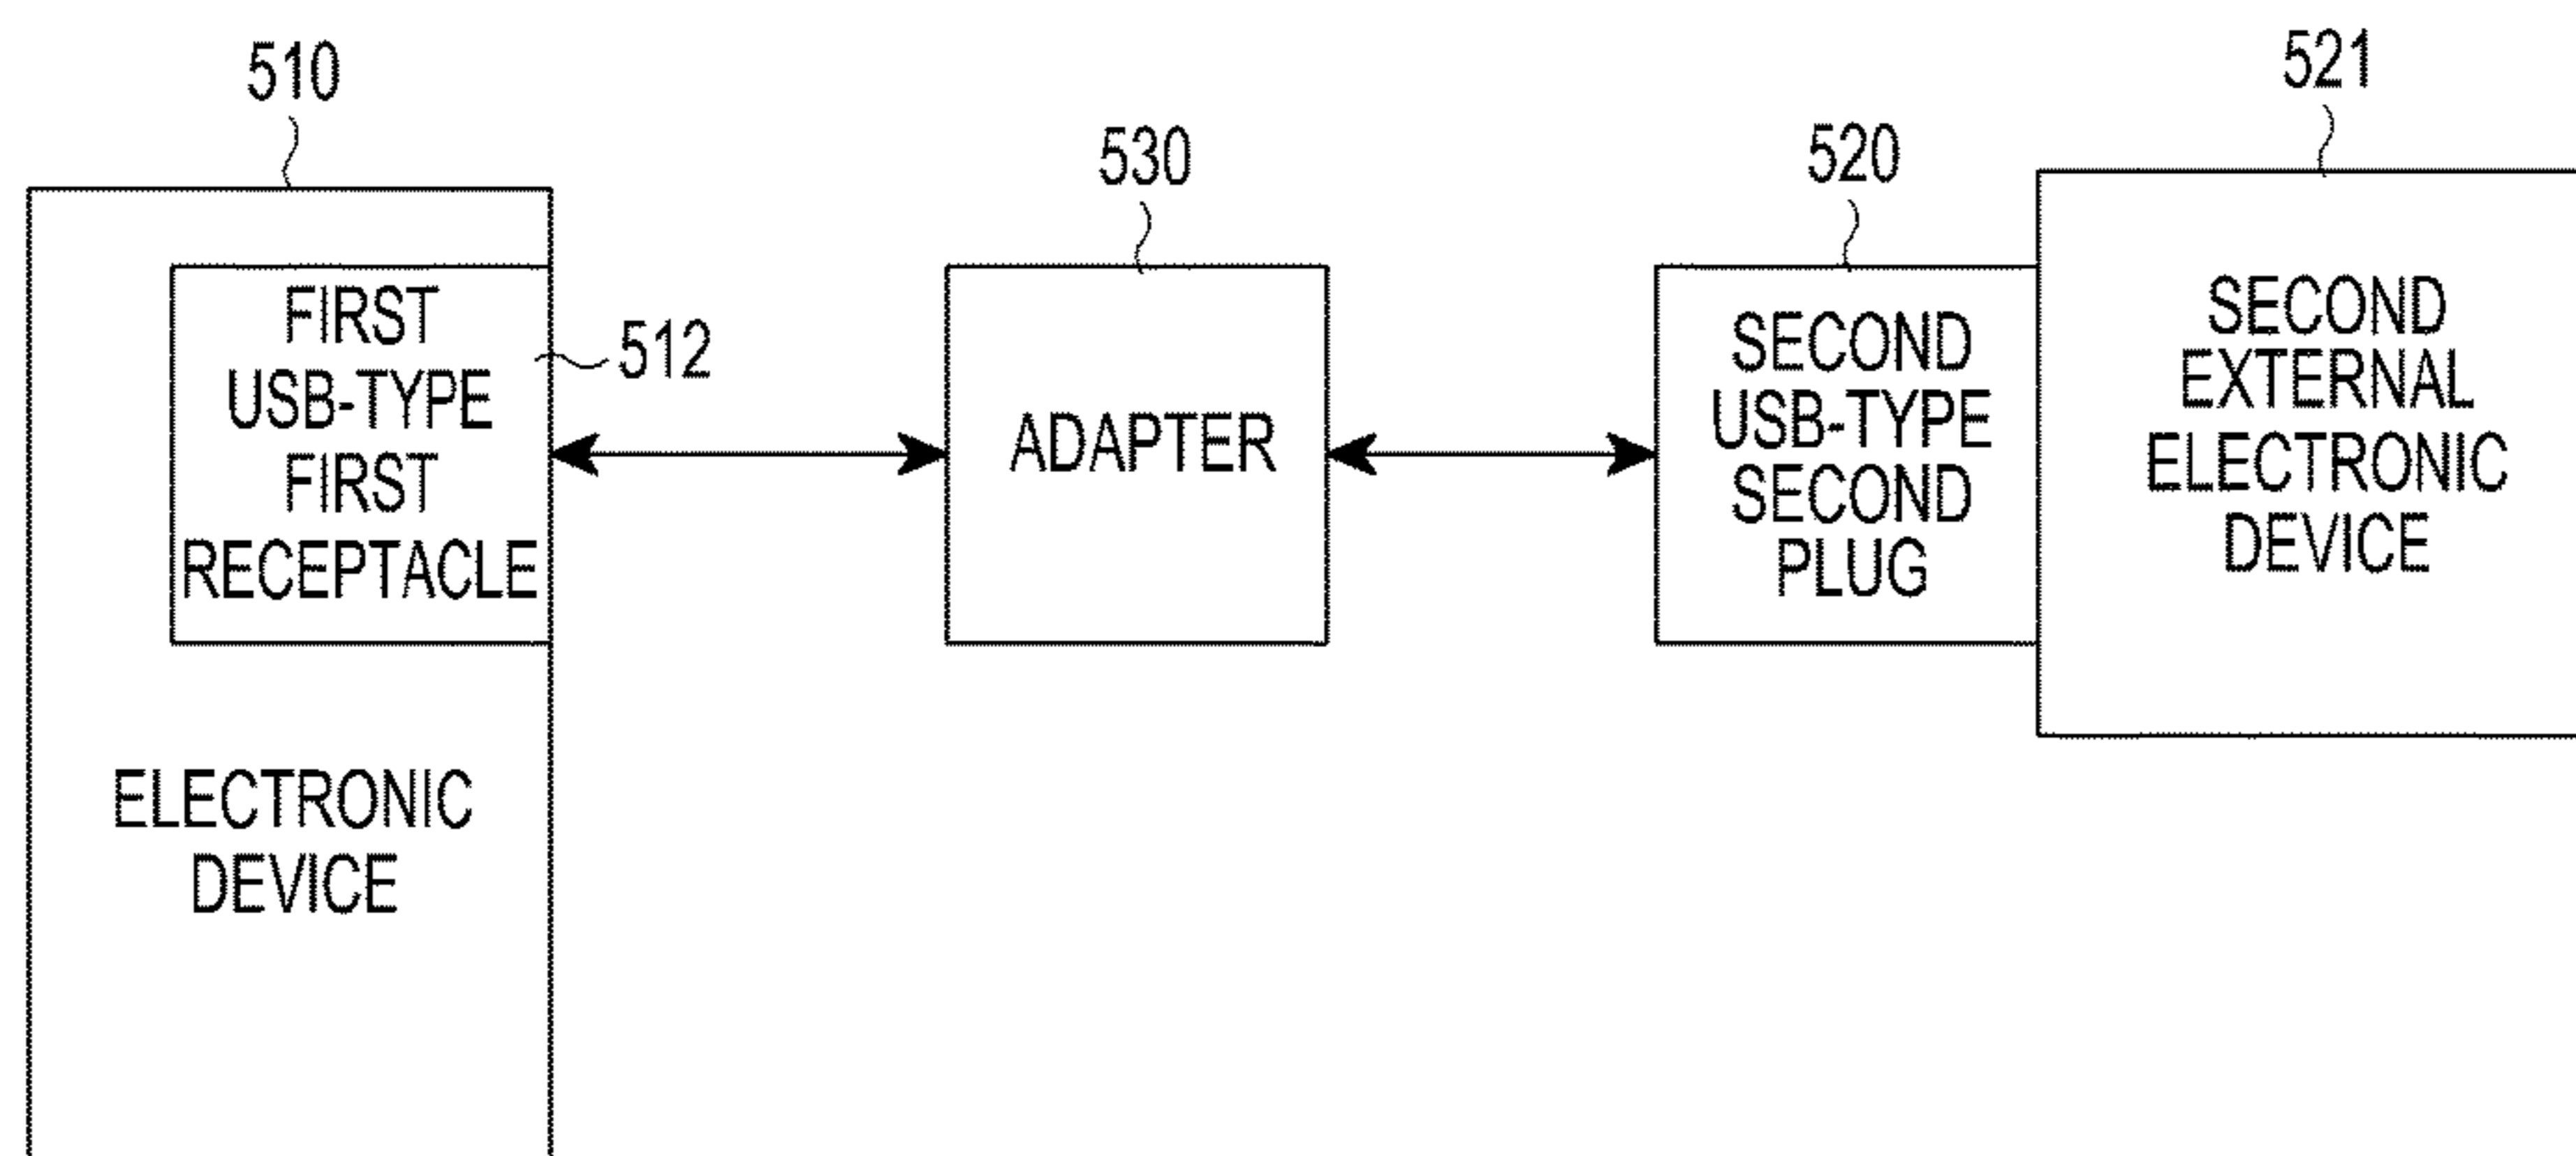 510
530
520
521
FIRST
USB-TYPE
FIRST
RECEPTACLE
512
ADAPTER
SECOND
USB-TYPE
SECOND
PLUG
SECOND
EXTERNAL
ELECTRONIC
DEVICE
ELECTRONIC
DEVICE